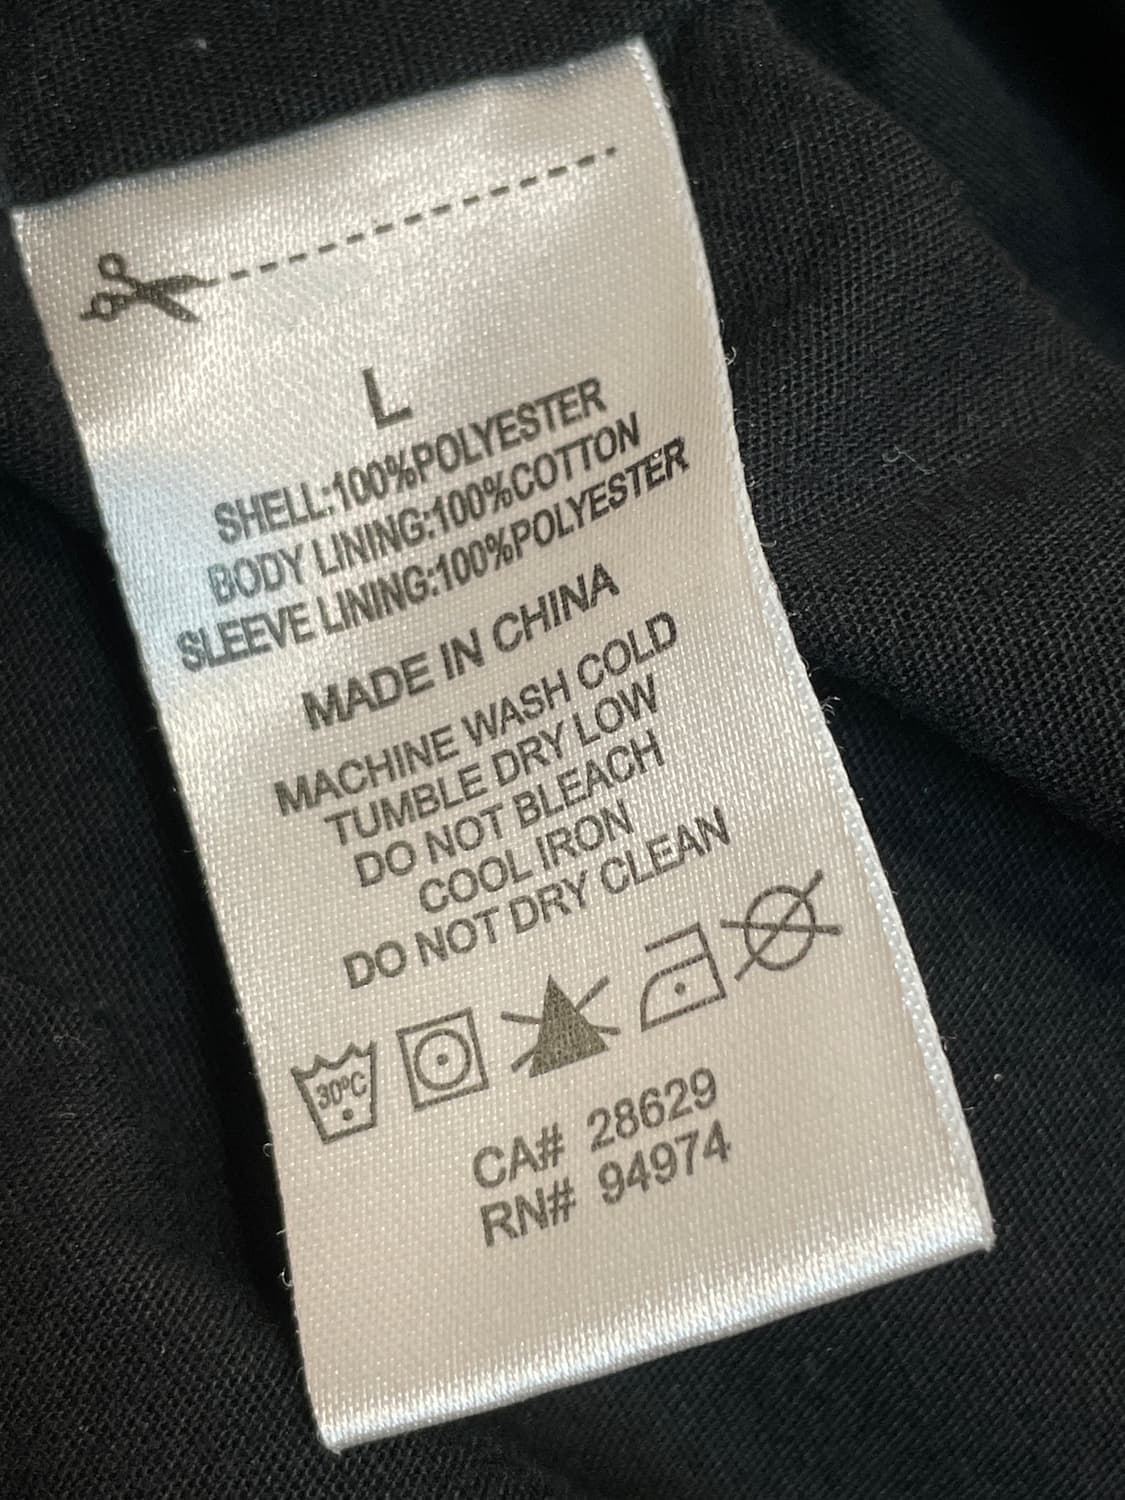 L
SHELL:100%POLYESTER
BODY LINING:100%COTTON
SLEEVE LINING:100%POLYESTER
MADE IN CHINA
MACHINE WASH COLD
TUMBLE DRY LOW
DO NOT BLEACH
COOL IRON
DO NOT DRY CLEAN
30°C
CA# 28629
RN# 94974